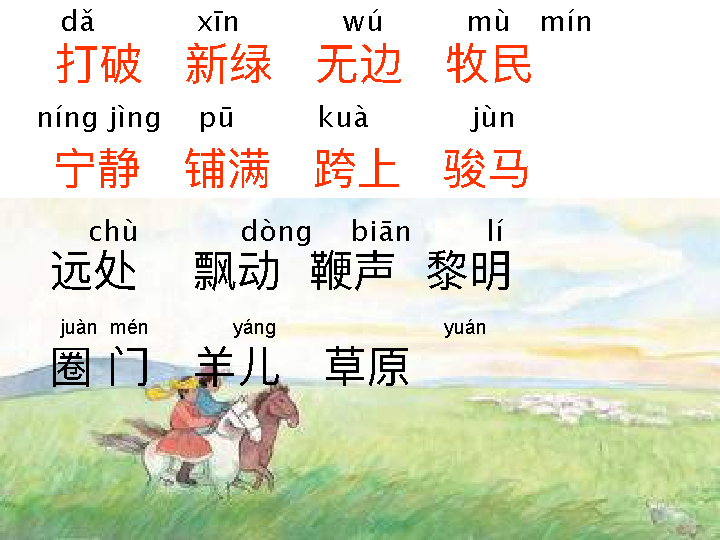 dǎ xīn wú mù mín
打破 新绿 无边 牧民
níng jìng pū kuà jùn
宁静 铺满 跨上 骏马
chù dòng biān lí
远处 飘动 鞭声 黎明
juàn mén yáng yuán
圈 门 羊儿 草原